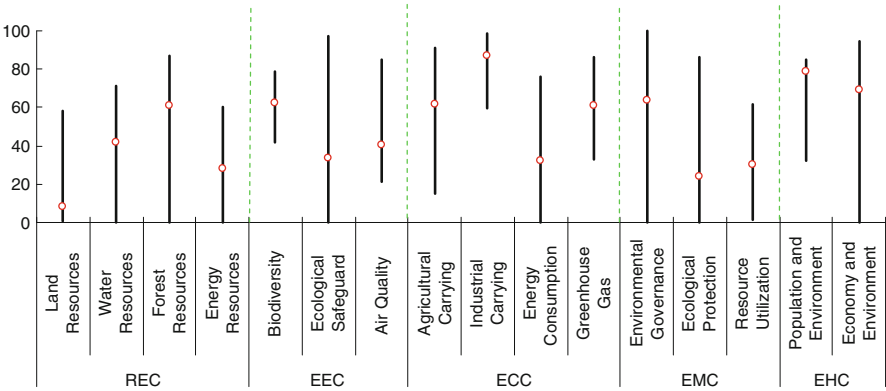 100
80
60
40
20
0
Land
Resources
Water
Resources
Forest
Resources
Energy
Resources
Biodiversity
Ecological
Safeguard
Air Quality
Agricultural
Carrying
Industrial
Carrying
Energy
Consumption
Greenhouse
Gas
Environmental
Governance
Ecological
Protection
Resource
Utilization
Population and
Environment
Economy and
Environment
REC
EEC
ECC
EMC
EHC